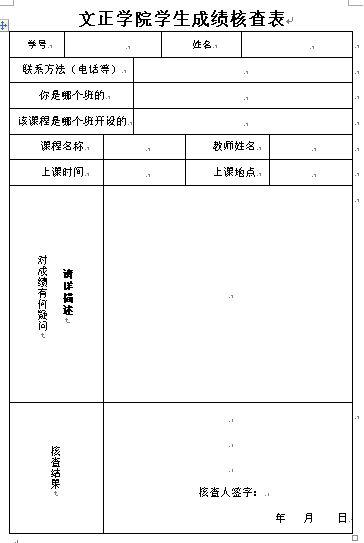 文正学院学生成绩核查表
学号 姓名
联系方法（电话等）
你是哪个班的
该课程是哪个班开设的
课程名称 教师姓名
上课时间 上课地点
对成绩有何疑问
请详描述
核查结果
核查人签字：
年 月 日